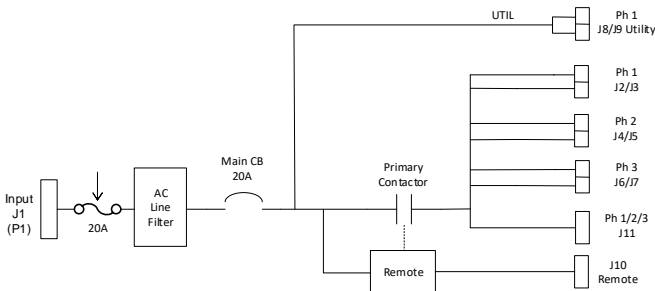 UTIL
Ph 1
J8/J9 Utility
Ph 1
J2/J3
Ph 2
J4/J5
Main CB
20A
Primary
Contactor
Ph 3
J6/J7
Input
J1
(P1)
20A
AC
Line
Filter
Ph 1/2/3
J11
Remote
J10
Remote